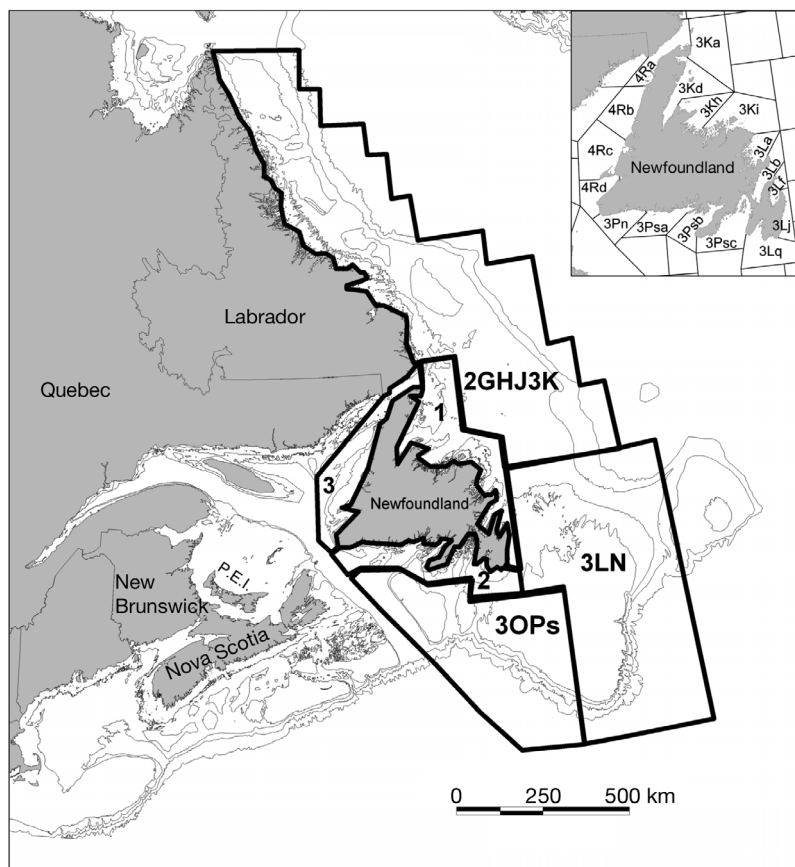 3Ka
4Ra
3Kd
4Rb
3Kh
3Ki
4Rc
3La
Newfoundland
3Lb
4Rd
3Lf
3Pn
3Psa
3Psb
3Psc
3Lj
3Lq
Labrador
Quebec
2GHJ3K
1
3
Newfoundland
3LN
2
P.E.I.
New
Brunswick
3OPs
Nova Scotia
0 250 500 km